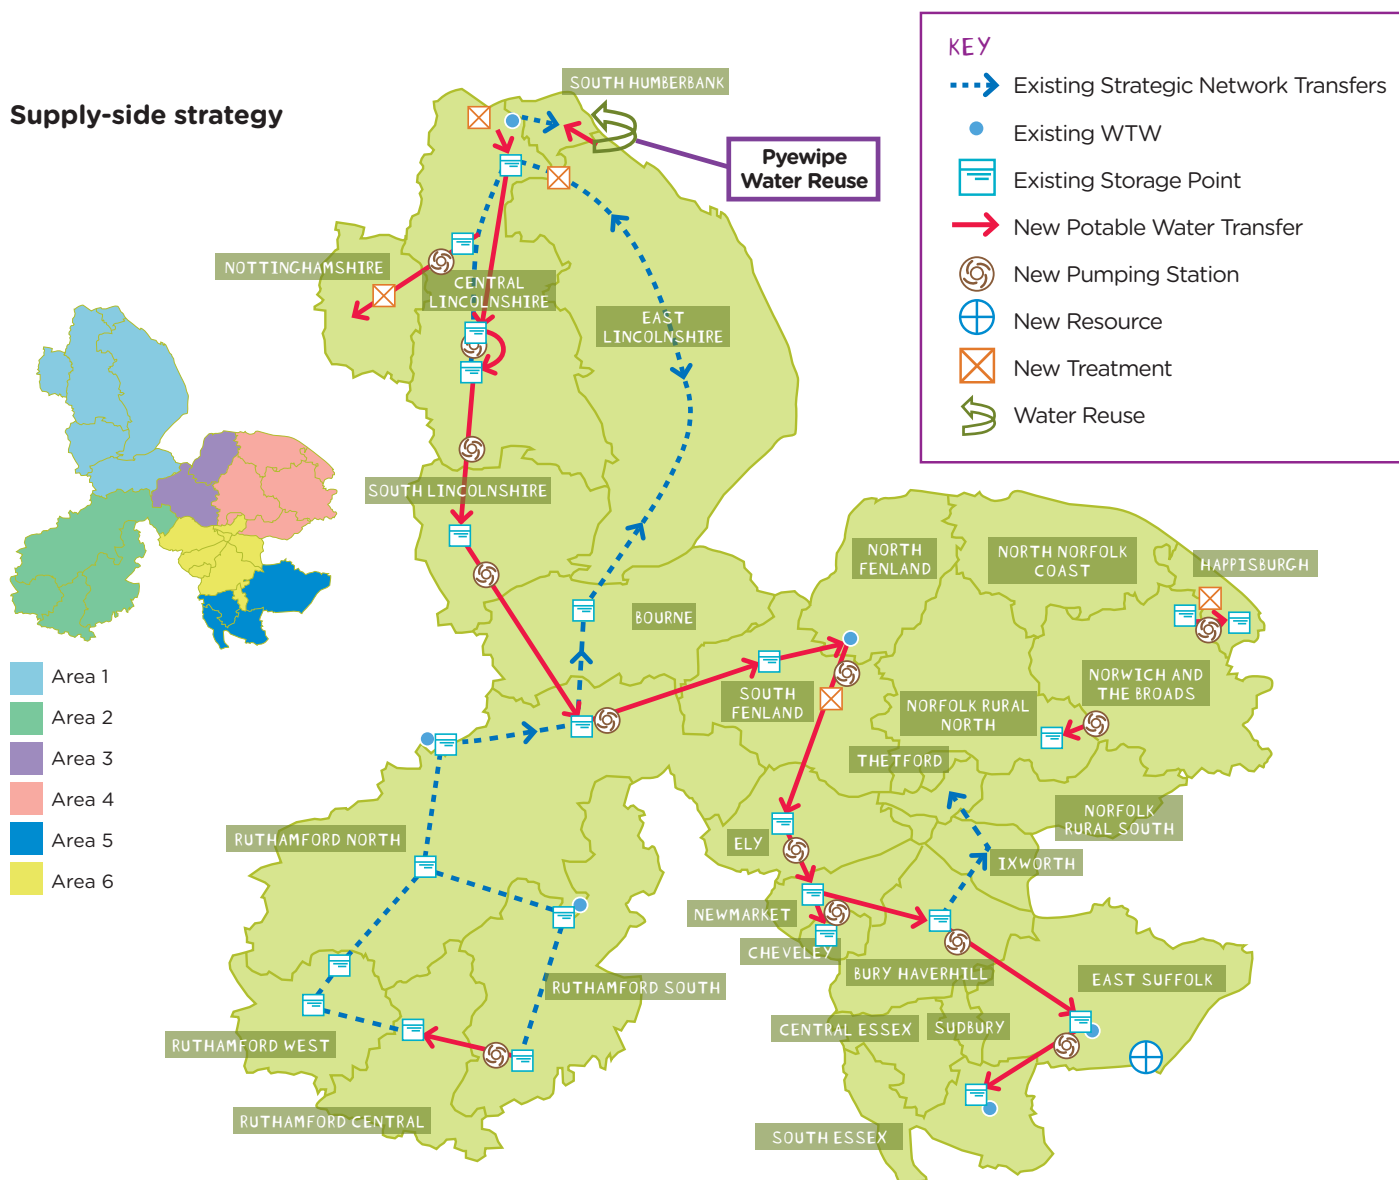 Supply-side strategy
SOUTH HUMBERBANK
Pyewipe
Water Reuse
KEY
Existing Strategic Network Transfers
Existing WTW
Existing Storage Point
New Potable Water Transfer
New Pumping Station
New Resource
New Treatment
Water Reuse
NOTTINGHAMSHIRE
CENTRAL
LINCOLNSHIRE
EAST
LINCOLNSHIRE
SOUTH LINCOLNSHIRE
BOURNE
NORTH
FENLAND
NORTH NORFOLK
COAST
HAPPISBURGH
SOUTH
FENLAND
NORFOLK RURAL
NORTH
NORWICH AND
THE BROADS
THETFORD
NORFOLK
RURAL SOUTH
Area 1
Area 2
Area 3
Area 4
Area 5
Area 6
RUTHAMFORD NORTH
ELY
IXWORTH
NEWMARKET
CHEVELEY
BURY HAVERHILL
EAST SUFFOLK
RUTHAMFORD SOUTH
CENTRAL ESSEX
SUDBURY
RUTHAMFORD WEST
RUTHAMFORD CENTRAL
SOUTH ESSEX